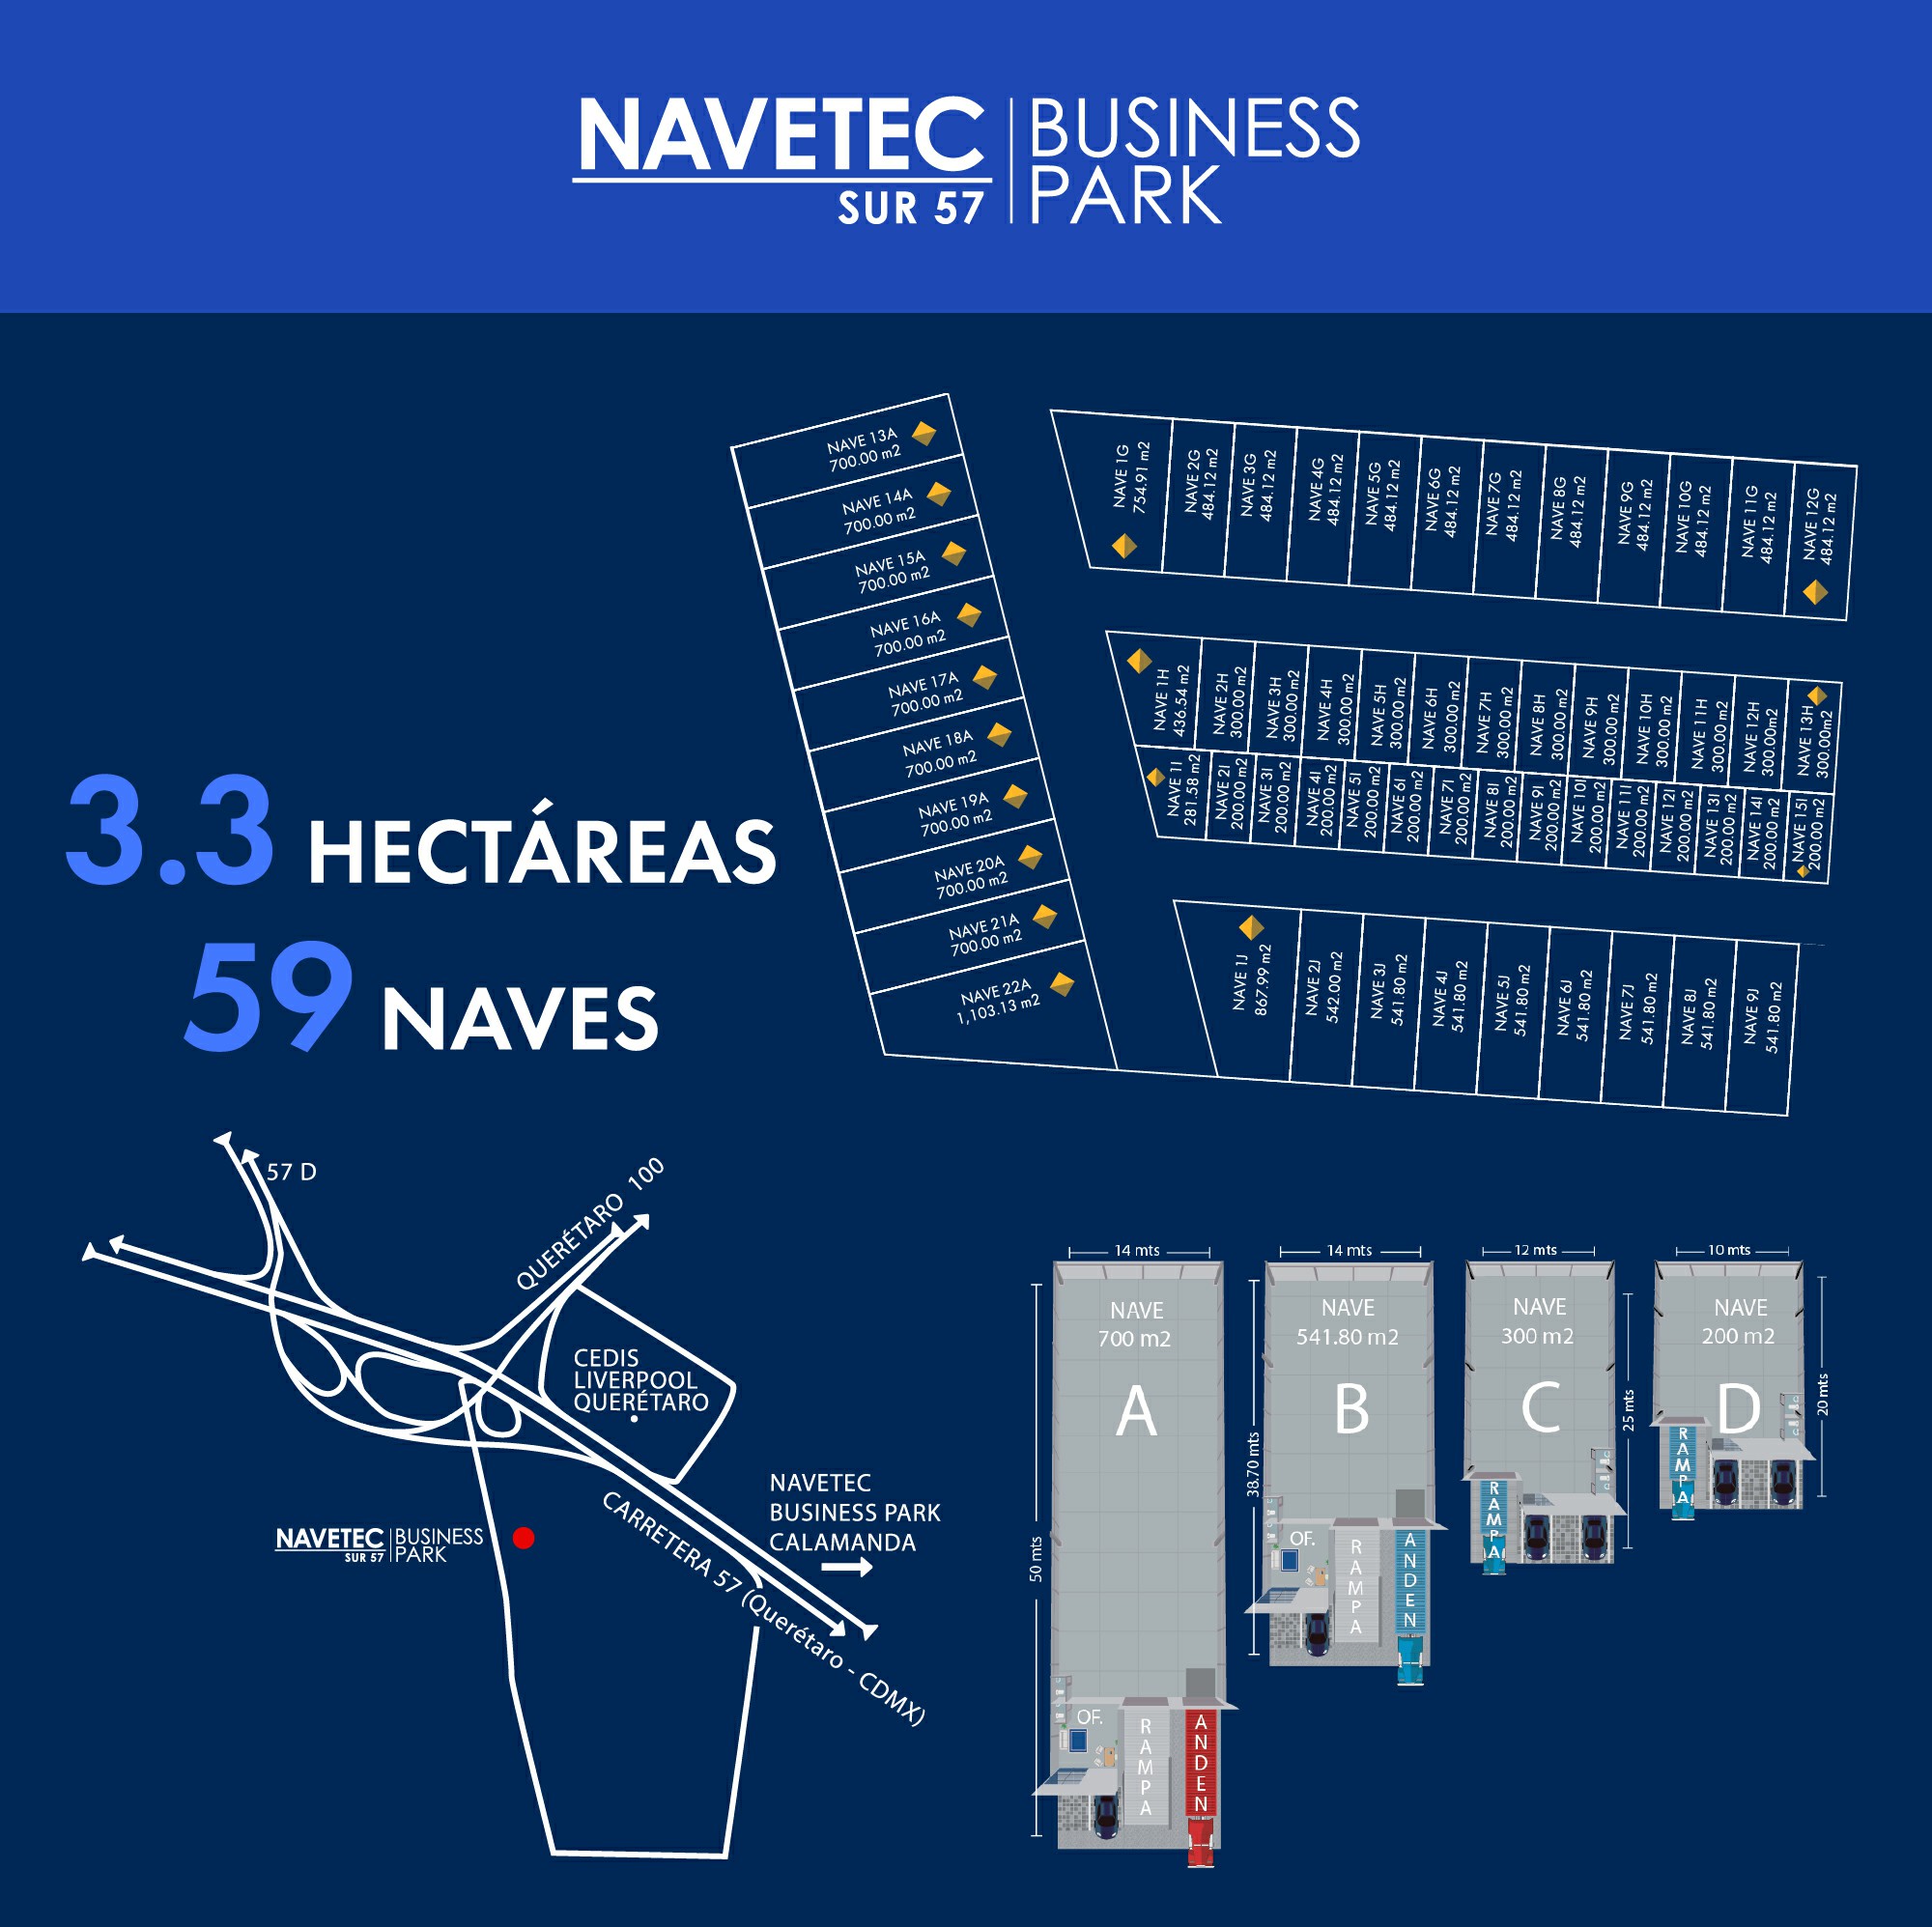 NAVETEC
SUR 57
BUSINESS
PARK
3.3 HECTÁREAS
59 NAVES
NAVE 13A
700.00 m2
NAVE 14A
700.00 m2
NAVE 15A
700.00 m2
NAVE 16A
700.00 m2
NAVE 17A
700.00 m2
NAVE 18A
700.00 m2
NAVE 19A
700.00 m2
NAVE 20A
700.00 m2
NAVE 21A
700.00 m2
NAVE 22A
1,103.13 m2
NAVE 1G
754.91 m2
NAVE 2G
484.12 m2
NAVE 3G
484.12 m2
NAVE 4G
484.12 m2
NAVE 5G
484.12 m2
NAVE 6G
484.12 m2
NAVE 7G
484.12 m2
NAVE 8G
484.12 m2
NAVE 9G
484.12 m2
NAVE 10G
484.12 m2
NAVE 11G
484.12 m2
NAVE 12G
484.12 m2
NAVE 1H
436.54 m2
NAVE 2H
300.00 m2
NAVE 3H
300.00 m2
NAVE 4H
300.00 m2
NAVE 5H
300.00 m2
NAVE 6H
300.00 m2
NAVE 7H
300.00 m2
NAVE 8H
300.00 m2
NAVE 9H
300.00 m2
NAVE 10H
300.00 m2
NAVE 11H
300.00 m2
NAVE 12H
300.00m2
NAVE 13H
300.00m2
NAVE 1I
281.58 m2
NAVE 2I
200.00 m2
NAVE 3I
200.00 m2
NAVE 4I
200.00 m2
NAVE 5I
200.00 m2
NAVE 6I
200.00 m2
NAVE 7I
200.00 m2
NAVE 8I
200.00 m2
NAVE 9I
200.00 m2
NAVE 10I
200.00 m2
NAVE 11I
200.00 m2
NAVE 12I
200.00 m2
NAVE 13I
200.00 m2
NAVE 14I
200.00 m2
NAVE 15I
200.00 m2
NAVE 1J
867.99 m2
NAVE 2J
542.00 m2
NAVE 3J
541.80 m2
NAVE 4J
541.80 m2
NAVE 5J
541.80 m2
NAVE 6J
541.80 m2
NAVE 7J
541.80 m2
NAVE 8J
541.80 m2
NAVE 9J
541.80 m2
57 D
QUERÉTARO 100
CEDIS
LIVERPOOL
QUERÉTARO
NAVETEC
BUSINESS PARK
CALAMANDA
CARRETERA 57 (Querétaro - CDMX)
NAVETEC
SUR 57
BUSINESS
PARK
14 mts
50 mts
NAVE
700 m2
A
OF.
RAMPA
ANDEN
14 mts
38.70 mts
NAVE
541.80 m2
B
OF.
RAMPA
ANDEN
12 mts
25 mts
NAVE
300 m2
C
RAMPA
10 mts
20 mts
NAVE
200 m2
D
RAMPA